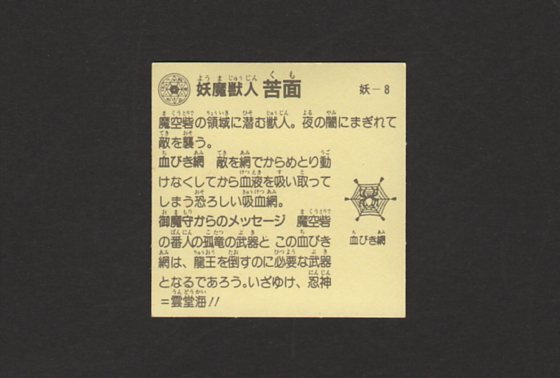 妖魔獣人 苦面 妖-8
魔空砦の領域に潜む獣人。夜の闇にまぎれて
敵を襲う。
血びき網 敵を網でからめとり動
けなくしてから血液を吸い取って
しまう恐ろしい吸血網。
御魔守からのメッセージ 魔空砦
の番人の孤竜の武器と この血びき
網は、龍王を倒すのに必要な武器
となるであろう。いざゆけ、忍神
=雲堂海!!
血びき網